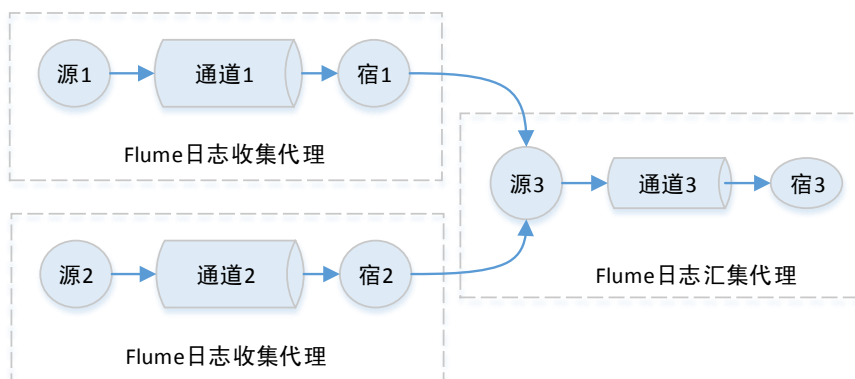 源1
通道1
宿1
Flume日志收集代理
源2
通道2
宿2
Flume日志收集代理
源3
通道3
宿3
Flume日志汇集代理